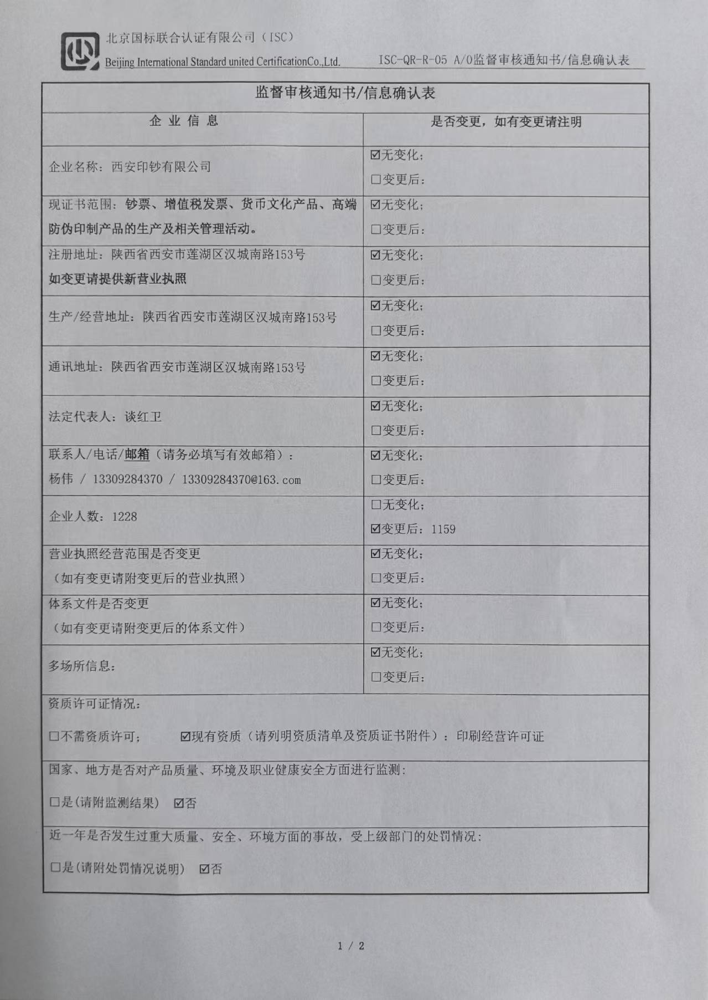 北京国标联合认证有限公司（ISC）
Beijing International Standard united CertificationCo.,Ltd.
ISC-QR-R-05 A/0监督审核通知书/信息确认表
监督审核通知书/信息确认表
企 业 信 息
是否变更，如有变更请注明
企业名称：西安印钞有限公司
☑无变化；
□变更后：
现证书范围：钞票、增值税发票、货币文化产品、高端
防伪印制产品的生产及相关管理活动。
☑无变化；
□变更后：
注册地址：陕西省西安市莲湖区汉城南路153号
如变更请提供新营业执照
☑无变化；
□变更后：
生产/经营地址：陕西省西安市莲湖区汉城南路153号
☑无变化；
□变更后：
通讯地址：陕西省西安市莲湖区汉城南路153号
☑无变化；
□变更后：
法定代表人：谈红卫
☑无变化；
□变更后：
联系人/电话/邮箱（请务必填写有效邮箱）：
杨伟 / 13309284370 / 13309284370@163.com
☑无变化；
□变更后：
企业人数：1228
□无变化；
☑变更后：1159
营业执照经营范围是否变更
（如有变更请附变更后的营业执照）
☑无变化；
□变更后：
体系文件是否变更
（如有变更请附变更后的体系文件）
☑无变化；
□变更后：
多场所信息：
☑无变化；
□变更后：
资质许可证情况：
□不需资质许可； ☑现有资质（请列明资质清单及资质证书附件）：印刷经营许可证
国家、地方是否对产品质量、环境及职业健康安全方面进行监测：
□是(请附监测结果) ☑否
近一年是否发生过重大质量、安全、环境方面的事故，受上级部门的处罚情况：
□是(请附处罚情况说明) ☑否
1 / 2